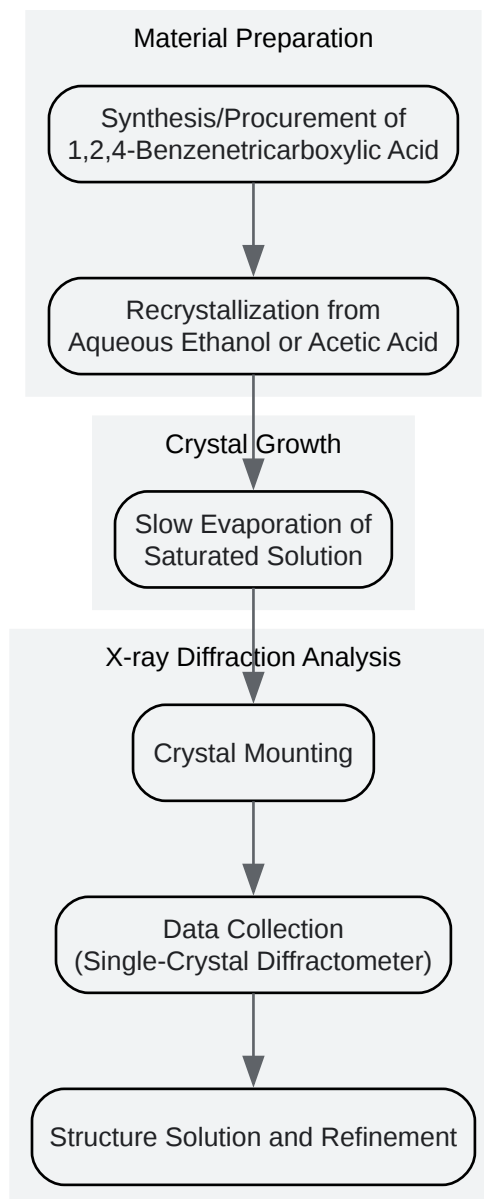 Material Preparation
Synthesis/Procurement of
1,2,4-Benzenetricarboxylic Acid
Recrystallization from
Aqueous Ethanol or Acetic Acid
Crystal Growth
Slow Evaporation of
Saturated Solution
X-ray Diffraction Analysis
Crystal Mounting
Data Collection
(Single-Crystal Diffractometer)
Structure Solution and Refinement